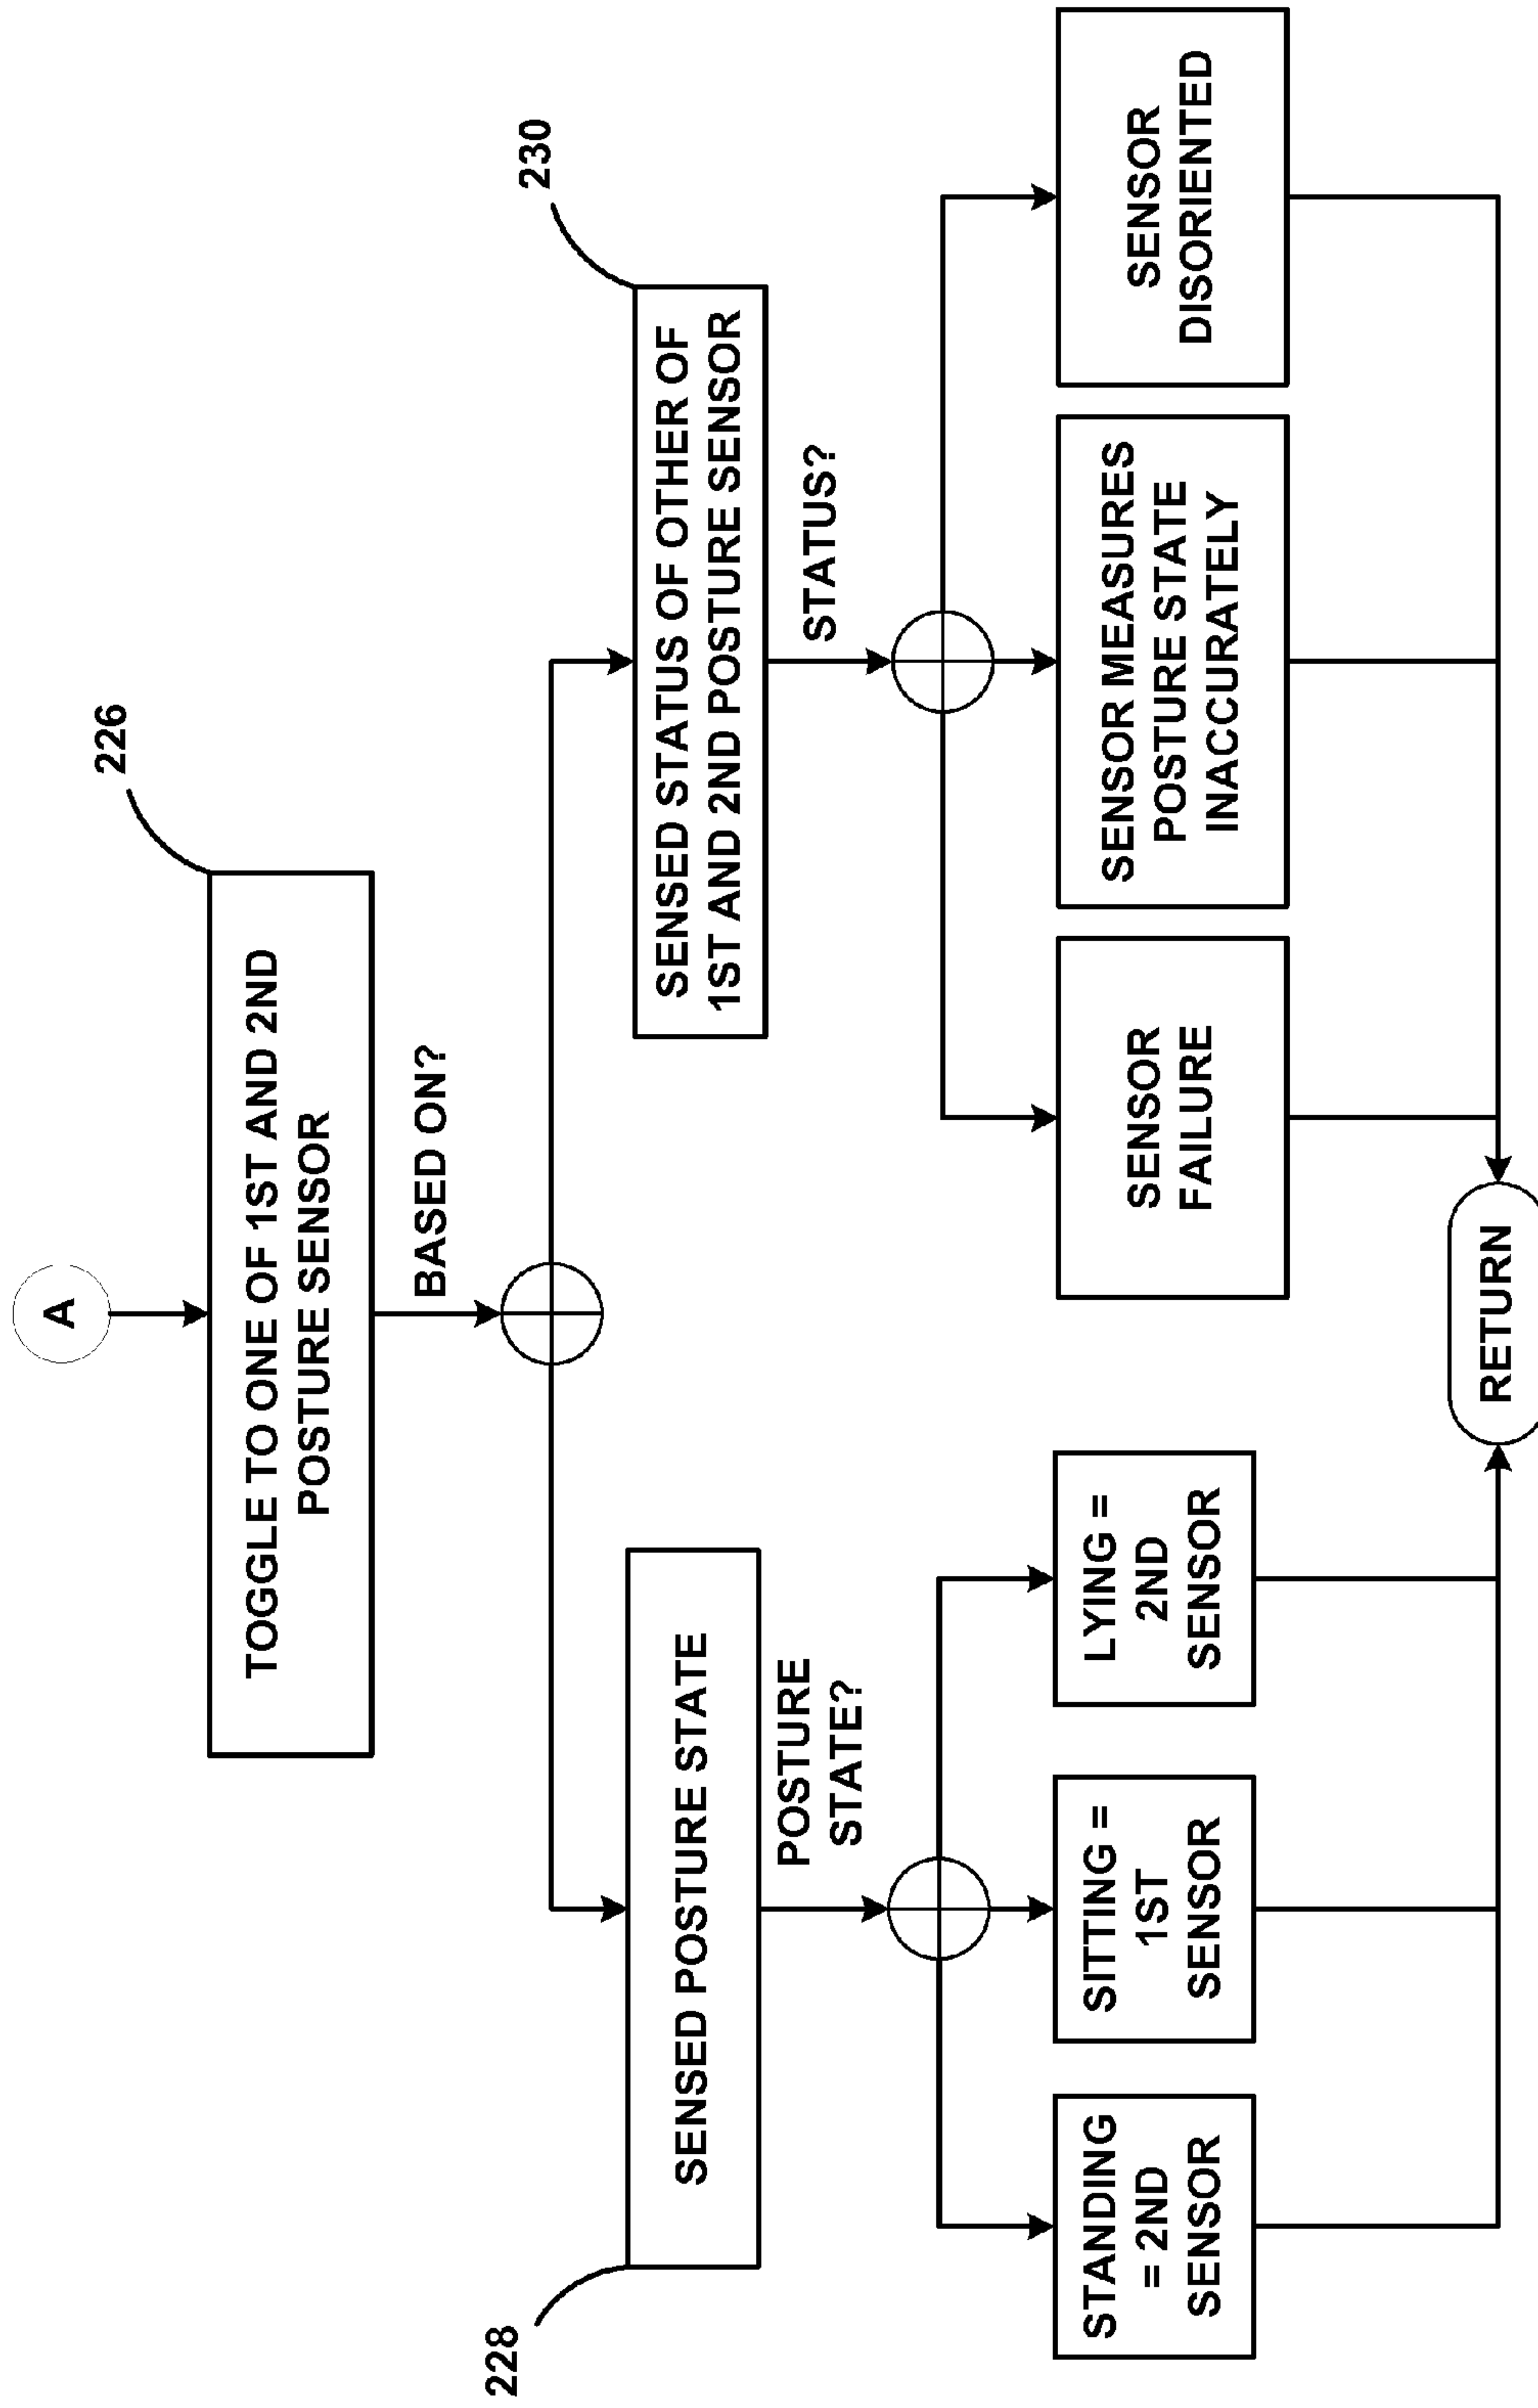 A
226
TOGGLE TO ONE OF 1ST AND 2ND
POSTURE SENSOR
BASED ON?
228
SENSED POSTURE STATE
230
SENSED STATUS OF OTHER OF
1ST AND 2ND POSTURE SENSOR
POSTURE
STATE?
STATUS?
STANDING
= 2ND
SENSOR
SITTING =
1ST
SENSOR
LYING =
2ND
SENSOR
SENSOR
FAILURE
SENSOR MEASURES
POSTURE STATE
INACCURATELY
SENSOR
DISORIENTED
RETURN